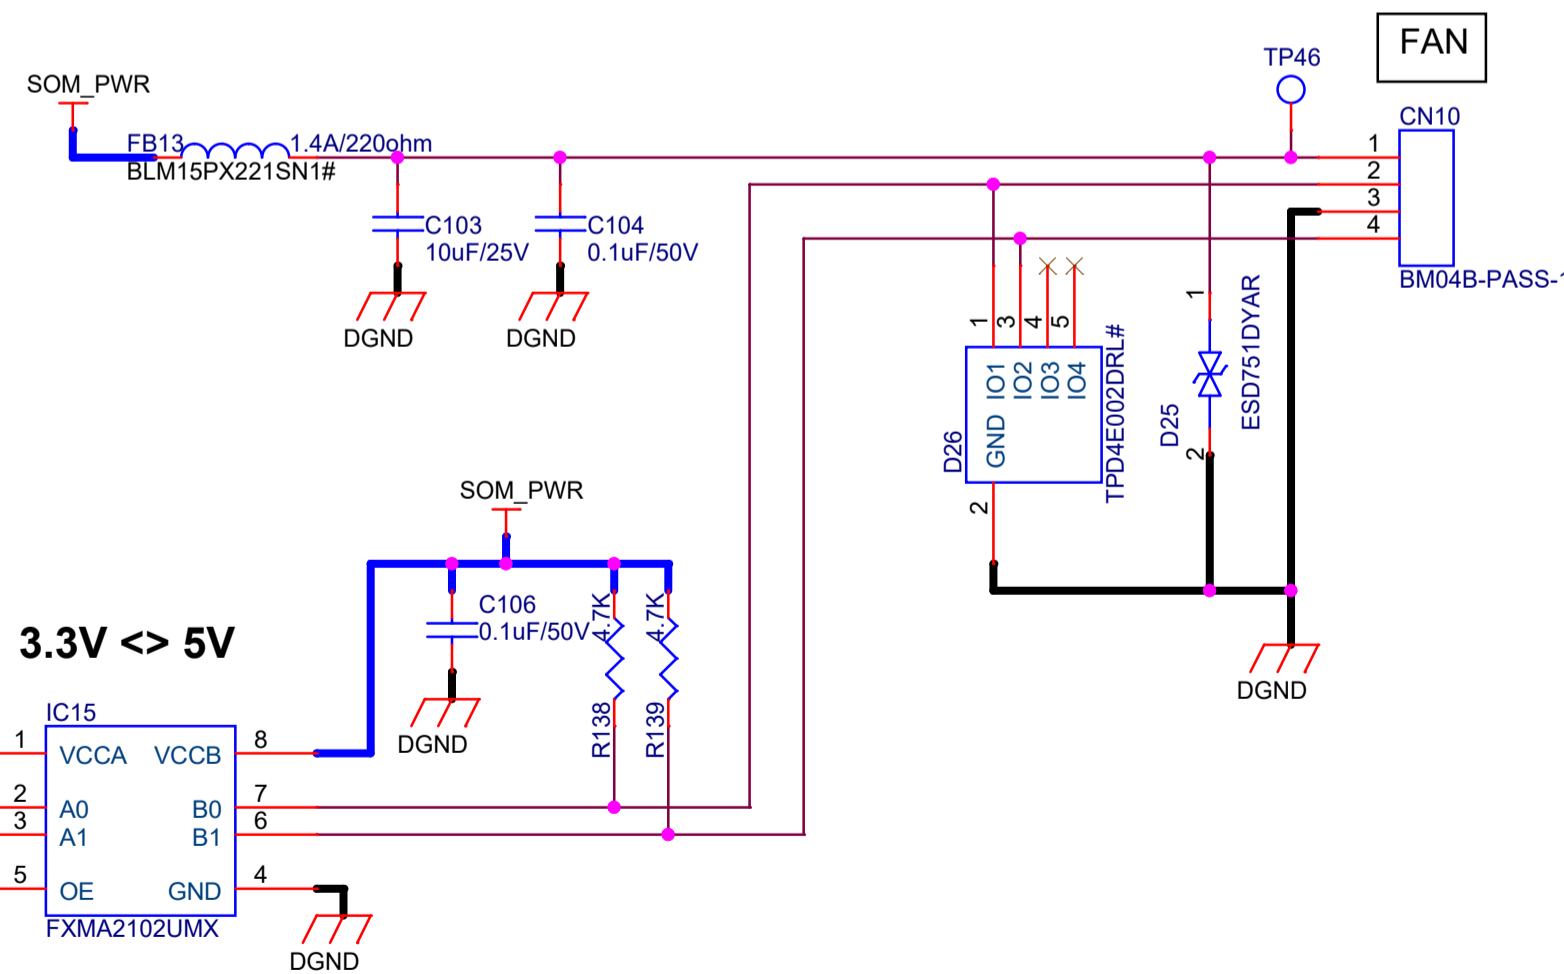 FAN
TP46
SOM_PWR
CN10
FB13
1.4A/220ohm
BLM15PX221SN1#
1
2
3
4
C103
10uF/25V
C104
0.1uF/50V
BM04B-PASS-
DGND
DGND
1
3
4
5
IO1
IO2
IO3
IO4
GND
D26
TPD4E002DRL#
2
1
D25
ESD751DYAR
2
DGND
SOM_PWR
C106
0.1uF/50V
4.7K
4.7K
R138
R139
DGND
3.3V <> 5V
IC15
1
VCCA
VCCB
8
2
A0
B0
7
3
A1
B1
6
5
OE
GND
4
FXMA2102UMX
DGND